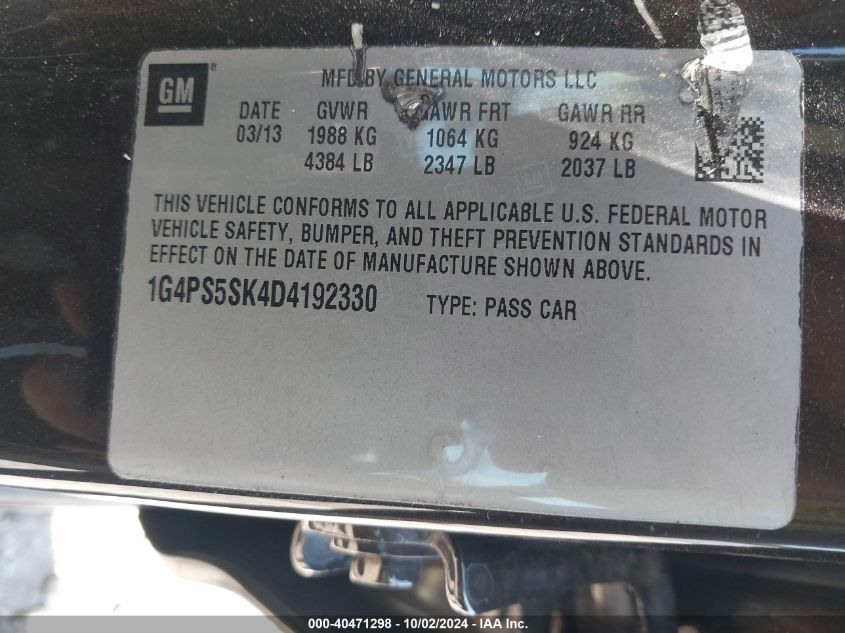 GM® MFD BY GENERAL MOTORS LLC
DATE GVWR GAWR FRT GAWR RR
03/13 1988 KG 1064 KG 924 KG
4384 LB 2347 LB 2037 LB
THIS VEHICLE CONFORMS TO ALL APPLICABLE U.S. FEDERAL MOTOR
VEHICLE SAFETY, BUMPER, AND THEFT PREVENTION STANDARDS IN
EFFECT ON THE DATE OF MANUFACTURE SHOWN ABOVE.
1G4PS5SK4D4192330 TYPE: PASS CAR
000-40471298 - 10/02/2024 - IAA Inc.